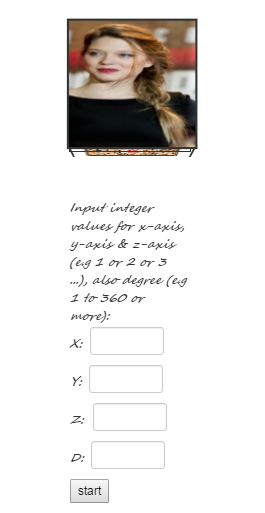 Input integer
values for x-axis,
y-axis & z-axis
(e.g 1 or 2 or 3
...), also degree (e.g
1 to 360 or
more):
X:
Y:
Z:
D:
start